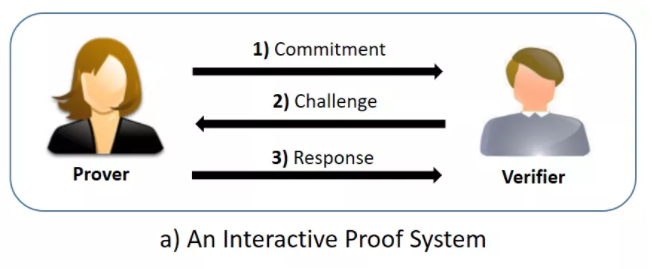 1) Commitment
2) Challenge
3) Response
Prover
Verifier
a) An Interactive Proof System